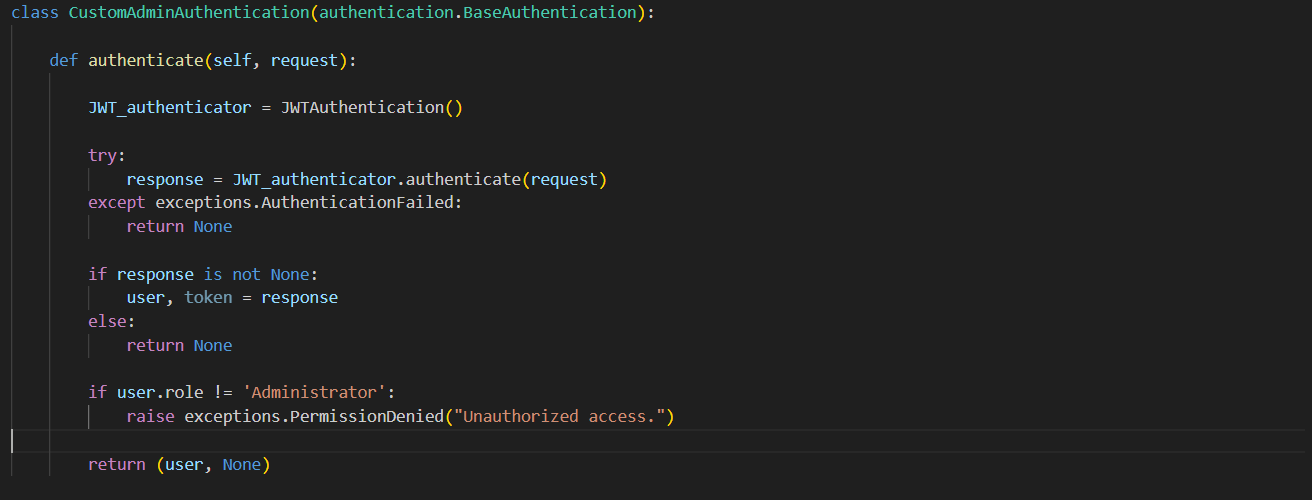 class CustomAdminAuthentication(authentication.BaseAuthentication):
def authenticate(self, request):
JWT_authenticator = JWTAuthentication()
try:
response = JWT_authenticator.authenticate(request)
except exceptions.AuthenticationFailed:
return None
if response is not None:
user, token = response
else:
return None
if user.role != 'Administrator':
raise exceptions.PermissionDenied("Unauthorized access.")
return (user, None)